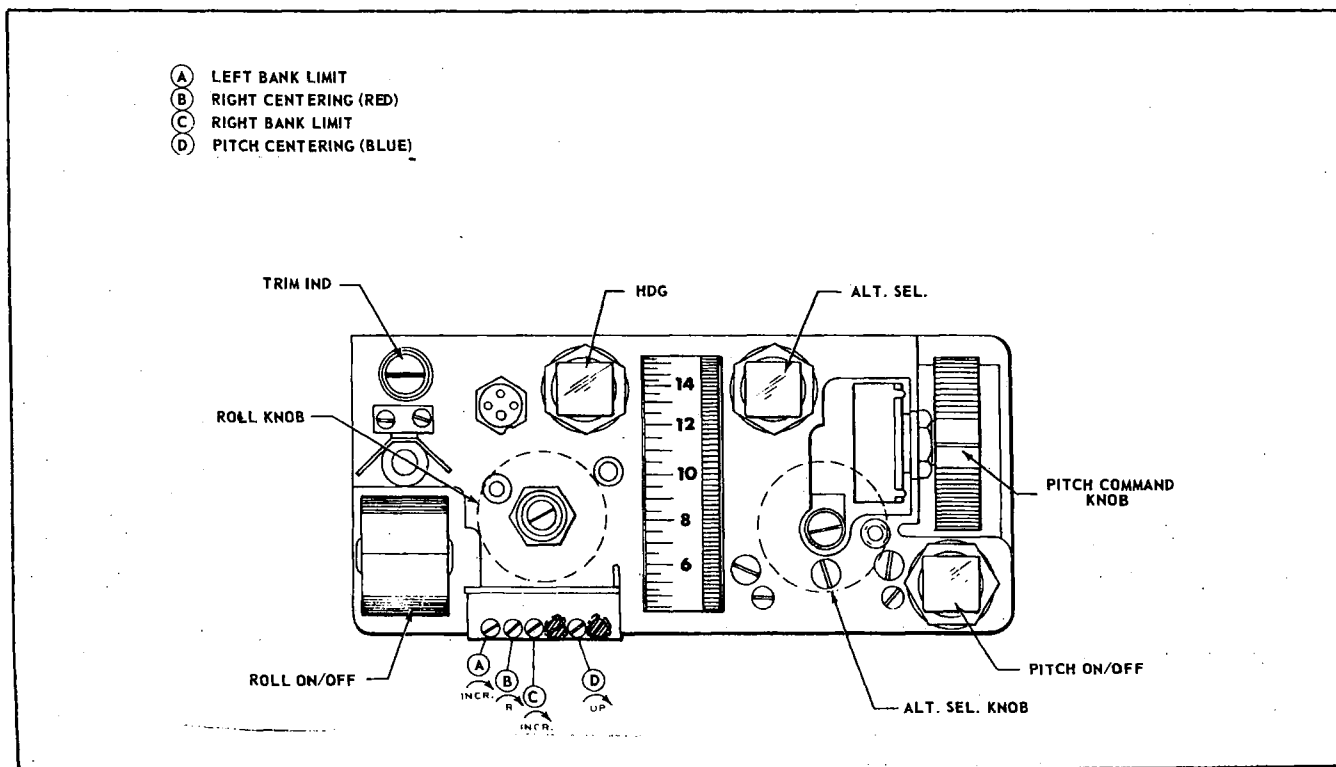 A LEFT BANK LIMIT
B RIGHT CENTERING (RED)
C RIGHT BANK LIMIT
D PITCH CENTERING (BLUE)
TRIM IND
HDG
ALT. SEL.
ROLL KNOB
14
12
10
8
6
PITCH COMMAND
KNOB
ROLL ON/OFF
A
INCR.
B
R
C
INCR.
D
UP
PITCH ON/OFF
ALT. SEL. KNOB